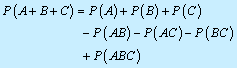 P(A+B+C) = P(A)+P(B)+P(C)
−P(AB)−P(AC)−P(BC)
+P(ABC)